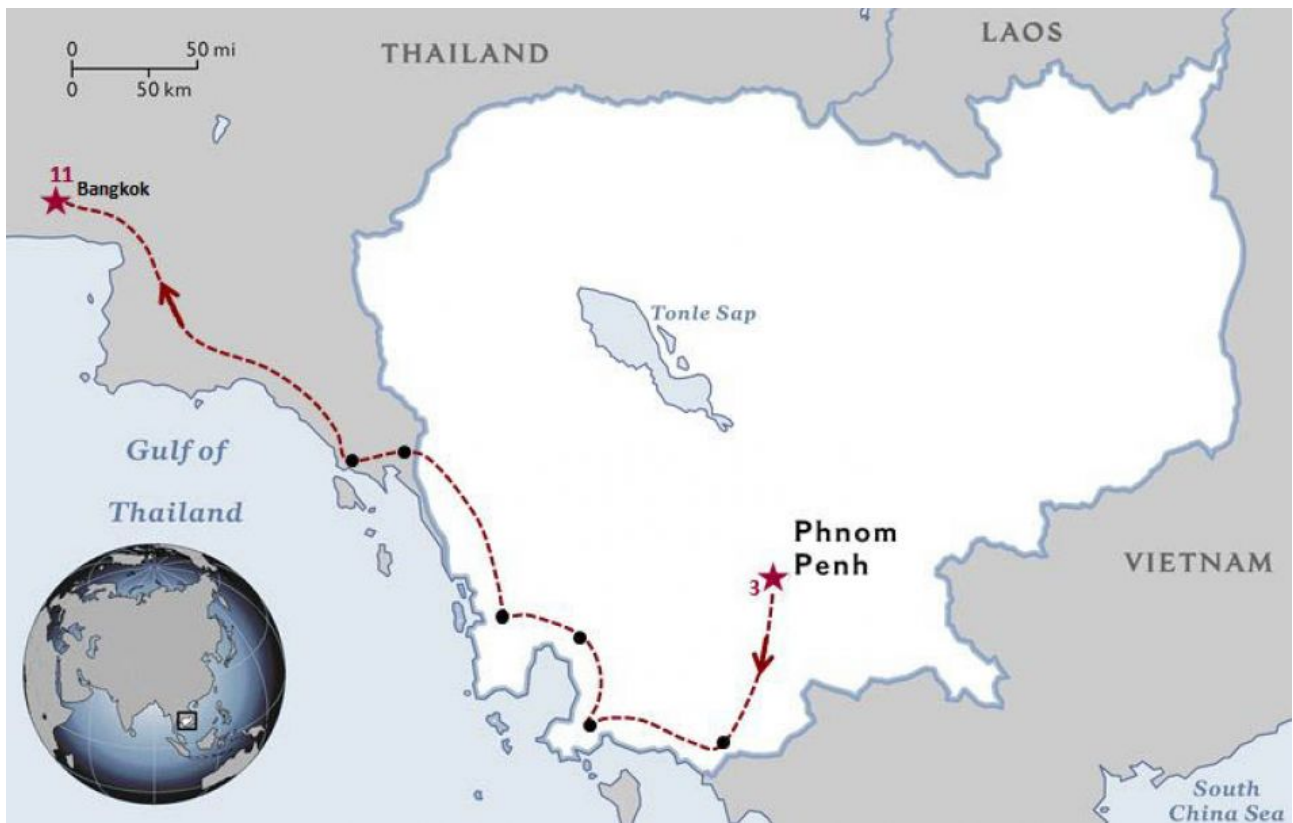 0 50 mi
0 50 km
THAILAND
LAOS
11
Bangkok
Tonle Sap
Gulf of
Thailand
Phnom
Penh
3
VIETNAM
South
China Sea